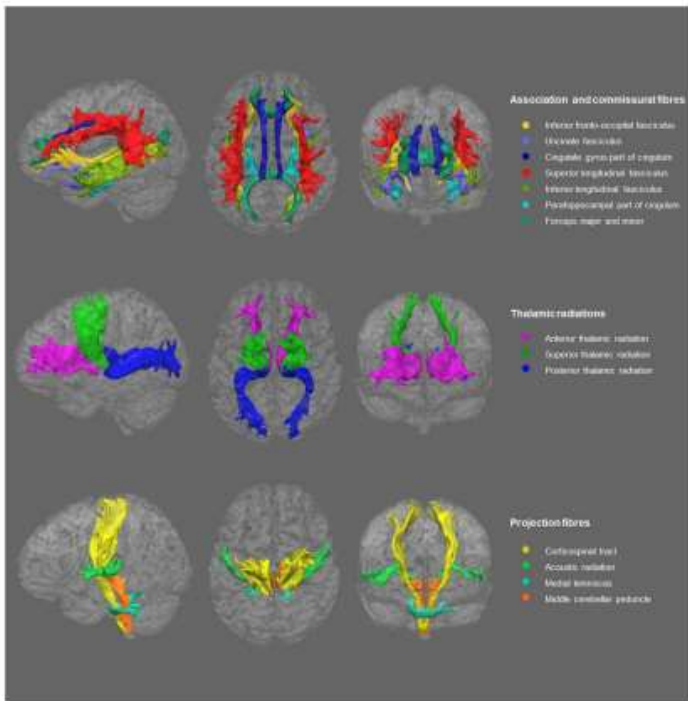 Association and commissural fibres
Inferior fronto-occipital fasciculus
Uncinate fasciculus
Cingulate gyrus part of cingulum
Superior longitudinal fasciculus
Inferior longitudinal fasciculus
Parahippocampal part of cingulum
Forceps major and minor
Thalamic radiations
Anterior thalamic radiation
Superior thalamic radiation
Posterior thalamic radiation
Projection fibres
Corticospinal tract
Acoustic radiation
Medial lemniscus
Middle cerebellar peduncle